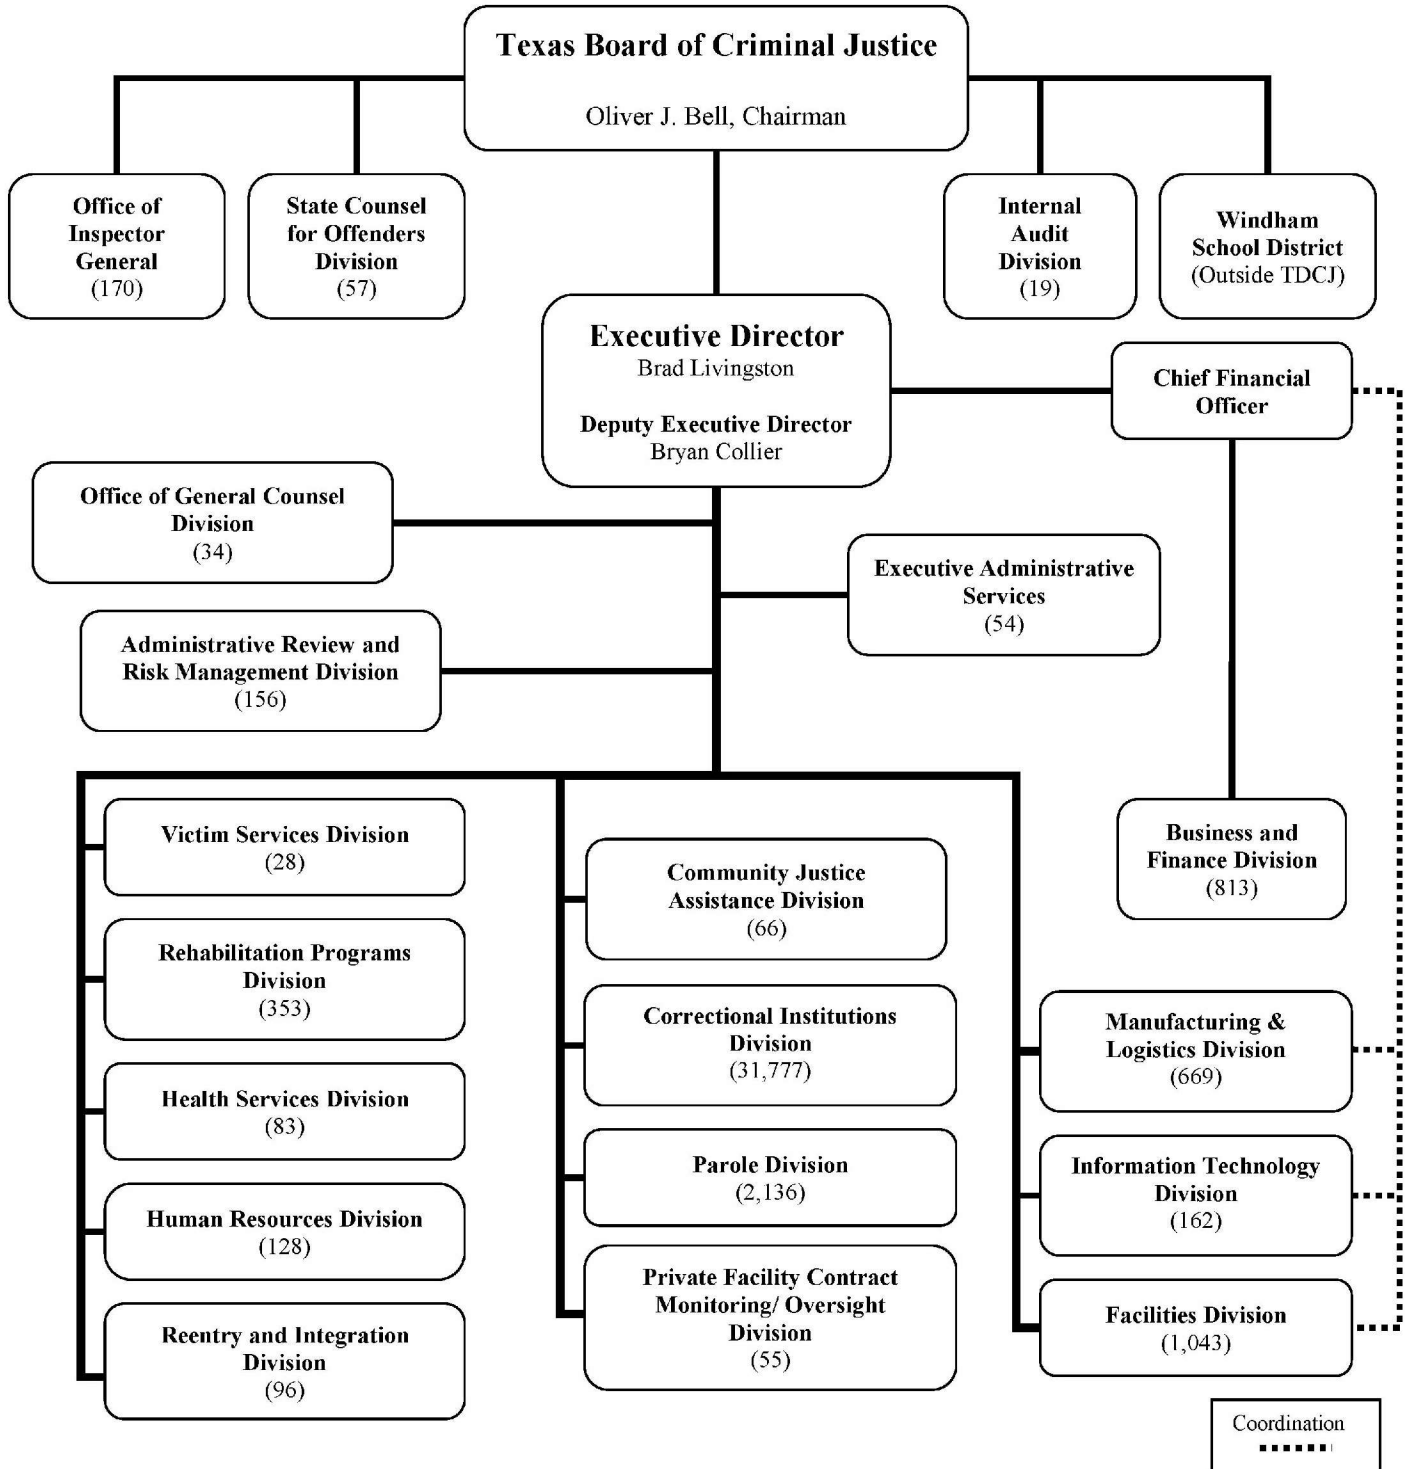 Texas Board of Criminal Justice
Oliver J. Bell, Chairman
Office of
Inspector
General
(170)
State Counsel
for Offenders
Division
(57)
Internal
Audit
Division
(19)
Windham
School District
(Outside TDCJ)
Executive Director
Brad Livingston
Deputy Executive Director
Bryan Collier
Chief Financial
Officer
Office of General Counsel
Division
(34)
Executive Administrative
Services
(54)
Administrative Review and
Risk Management Division
(156)
Victim Services Division
(28)
Rehabilitation Programs
Division
(353)
Health Services Division
(83)
Human Resources Division
(128)
Reentry and Integration
Division
(96)
Community Justice
Assistance Division
(66)
Correctional Institutions
Division
(31,777)
Parole Division
(2,136)
Private Facility Contract
Monitoring/ Oversight
Division
(55)
Business and
Finance Division
(813)
Manufacturing &
Logistics Division
(669)
Information Technology
Division
(162)
Facilities Division
(1,043)
Coordination